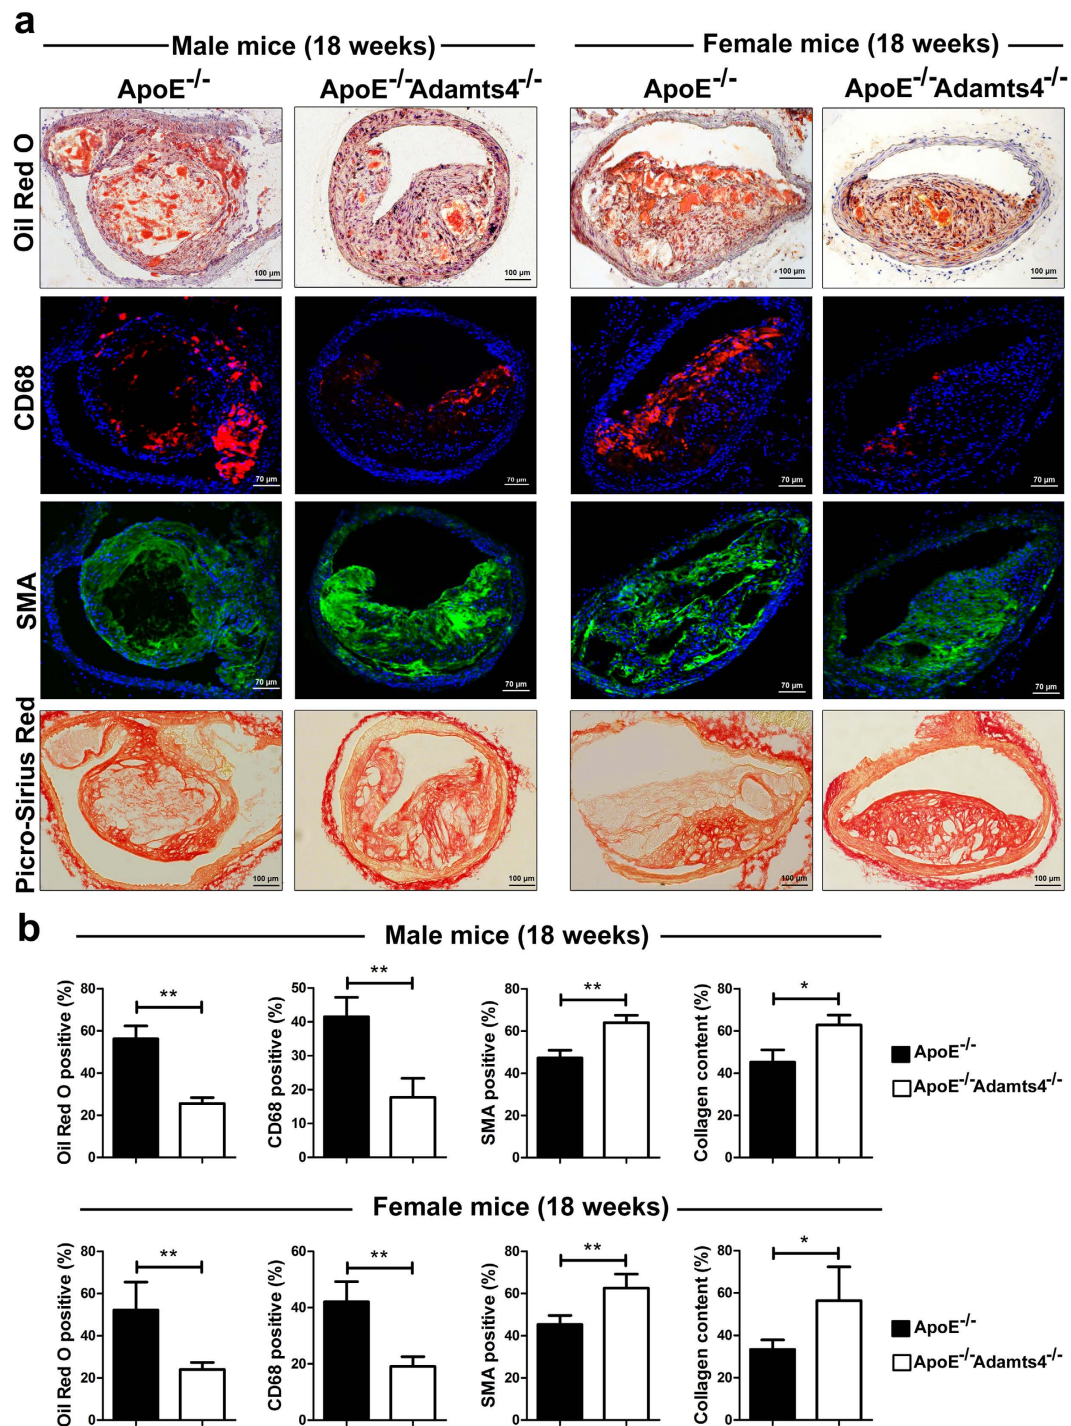 a
Male mice (18 weeks)
Female mice (18 weeks)
ApoE-/-
ApoE-/-Adamts4-/-
ApoE-/-
ApoE-/-Adamts4-/-
Oil Red O
100 µm
100 µm
100 µm
100 µm
CD68
70 µm
70 µm
70 µm
70 µm
SMA
70 µm
70 µm
70 µm
70 µm
Picro-Sirius Red
100 µm
100 µm
100 µm
100 µm
b
Male mice (18 weeks)
Oil Red O positive (%)
80
60
40
20
0
**
CD68 positive (%)
50
40
30
20
10
0
**
SMA positive (%)
80
60
40
20
0
**
Collagen content (%)
80
60
40
20
0
*
ApoE-/-
ApoE-/-Adamts4-/-
Female mice (18 weeks)
Oil Red O positive (%)
80
60
40
20
0
**
CD68 positive (%)
60
40
20
0
**
SMA positive (%)
80
60
40
20
0
**
Collagen content (%)
80
60
40
20
0
*
ApoE-/-
ApoE-/-Adamts4-/-